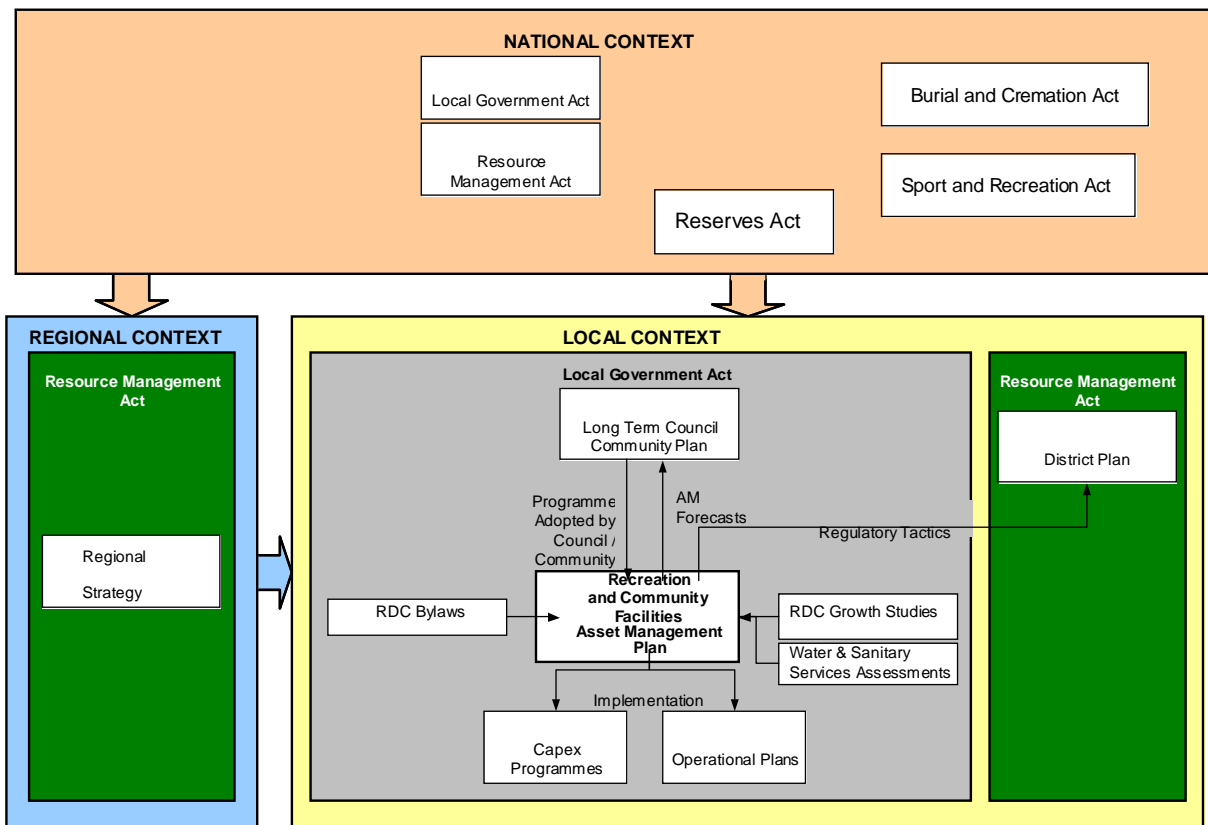 NATIONAL CONTEXT
Local Government Act
Resource
Management Act
Burial and Cremation Act
Sport and Recreation Act
Reserves Act
REGIONAL CONTEXT
Resource Management
Act
Regional
Strategy
LOCAL CONTEXT
Local Government Act
Long Term Council
Community Plan
Programme
Adopted by
Council /
Community
AM
Forecasts
Regulatory Tactics
Resource Management
Act
District Plan
RDC Bylaws
Recreation
and Community
Facilities
Asset Management
Plan
RDC Growth Studies
Water & Sanitary
Services Assessments
Implementation
Capex
Programmes
Operational Plans